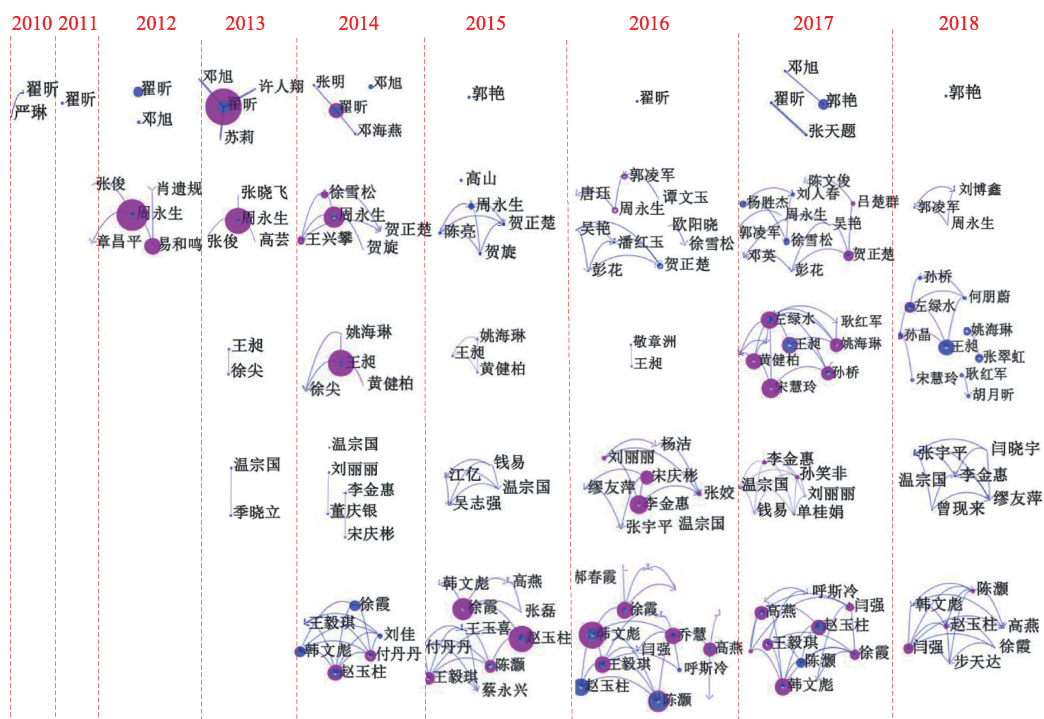 2010 2011 2012 2013 2014 2015 2016 2017 2018
翟昕
严琳
翟昕
翟昕
邓旭
邓旭
许人翔
翟昕
苏莉
张明
邓旭
翟昕
邓海燕
郭艳
翟昕
邓旭
翟昕
郭艳
张天题
郭艳
张俊
肖遗规
周永生
章昌平
易和鸣
张晓飞
周永生
张俊
高芸
徐雪松
周永生
贺正楚
王兴攀
贺旋
高山
周永生
贺正楚
陈亮
贺旋
郭凌军
唐珏
谭文玉
周永生
吴艳
欧阳晓
潘红玉
徐雪松
彭花
贺正楚
陈文俊
刘人春
杨胜杰
吕楚群
周永生
吴艳
郭凌军
徐雪松
邓英
贺正楚
彭花
刘博鑫
郭凌军
周永生
王昶
徐尖
姚海琳
王昶
徐尖
黄健柏
姚海琳
王昶
黄健柏
敬章洲
王昶
左绿水
耿红军
王昶
姚海琳
黄健柏
孙桥
宋慧玲
孙桥
何朋蔚
左绿水
姚海琳
孙晶
王昶
张翠虹
宋慧玲
耿红军
胡月昕
温宗国
季晓立
温宗国
刘丽丽
李金惠
董庆银
宋庆彬
钱易
江亿
温宗国
吴志强
杨洁
刘丽丽
宋庆彬
缪友萍
张姣
李金惠
张宇平
温宗国
李金惠
孙笑非
温宗国
刘丽丽
钱易
单桂娟
闫晓宇
张宇平
温宗国
李金惠
缪友萍
曾现来
徐霞
王毅琪
刘佳
韩文彪
付丹丹
赵玉柱
韩文彪
高燕
徐霞
张磊
王玉喜
赵玉柱
付丹丹
陈灏
王毅琪
蔡永兴
郝春霞
徐霞
韩文彪
乔慧
闫强
高燕
王毅琪
呼斯冷
赵玉柱
陈灏
呼斯冷
高燕
闫强
赵玉柱
王毅琪
陈灏
徐霞
韩文彪
陈灏
韩文彪
赵玉柱
高燕
闫强
徐霞
步天达